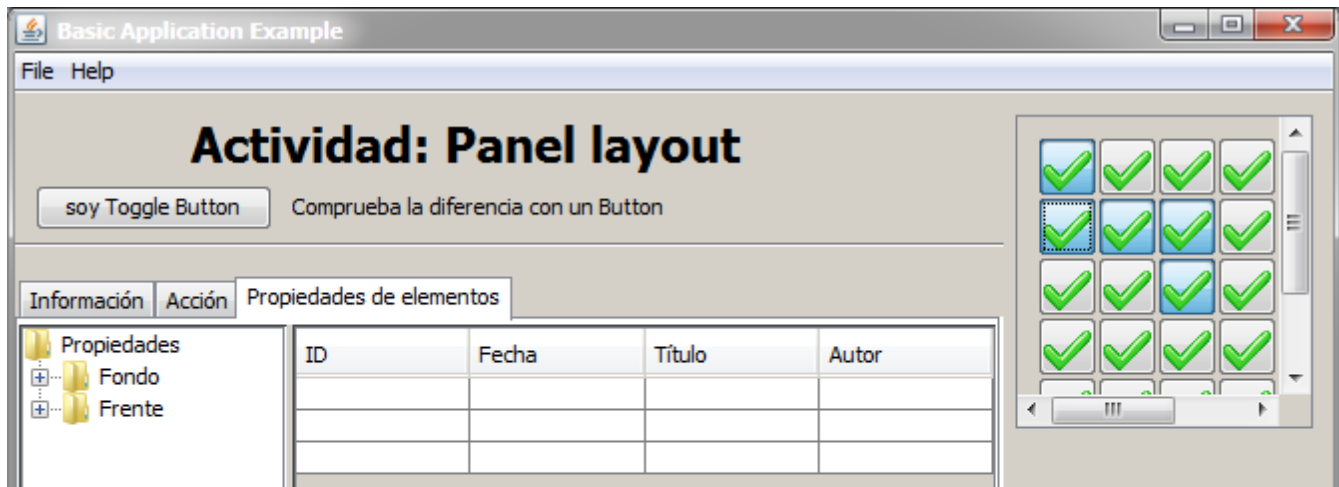 Basic Application Example
File Help
Actividad: Panel layout
soy Toggle Button Comprueba la diferencia con un Button
Información Acción Propiedades de elementos
Propiedades
Fondo
Frente
ID Fecha Título Autor